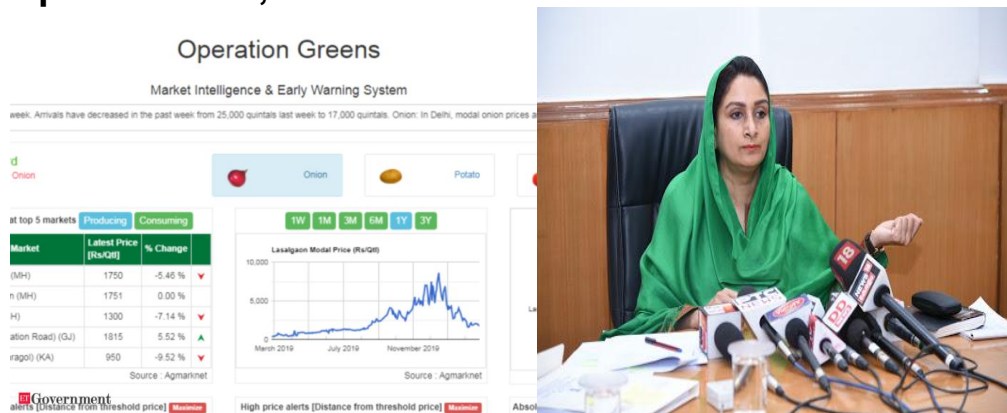 Operation Greens
Market Intelligence & Early Warning System
week. Arrivals have decreased in the past week from 25,000 quintals last week to 17,000 quintals. Onion: In Delhi, modal onion prices a
Onion
Onion
Potato
at top 5 markets Producing Consuming
1W 1M 3M 6M 1Y 3Y
Market Latest Price [Rs/Qtl] % Change
(MH) 1750 -5.46 %
n (MH) 1751 0.00 %
H) 1300 -7.14 %
ation Road) (GJ) 1815 5.52 %
ragol) (KA) 950 -9.52 %
Source : Agmarknet
Lasalgaon Modal Price (Rs/Qtl)
10,000
5,000
0
March 2019 July 2019 November 2019
Source : Agmarknet
ET Government
alerts [Distance from threshold price] Maximize
High price alerts [Distance from threshold price] Maximize
Absol
18
NEWS
DD